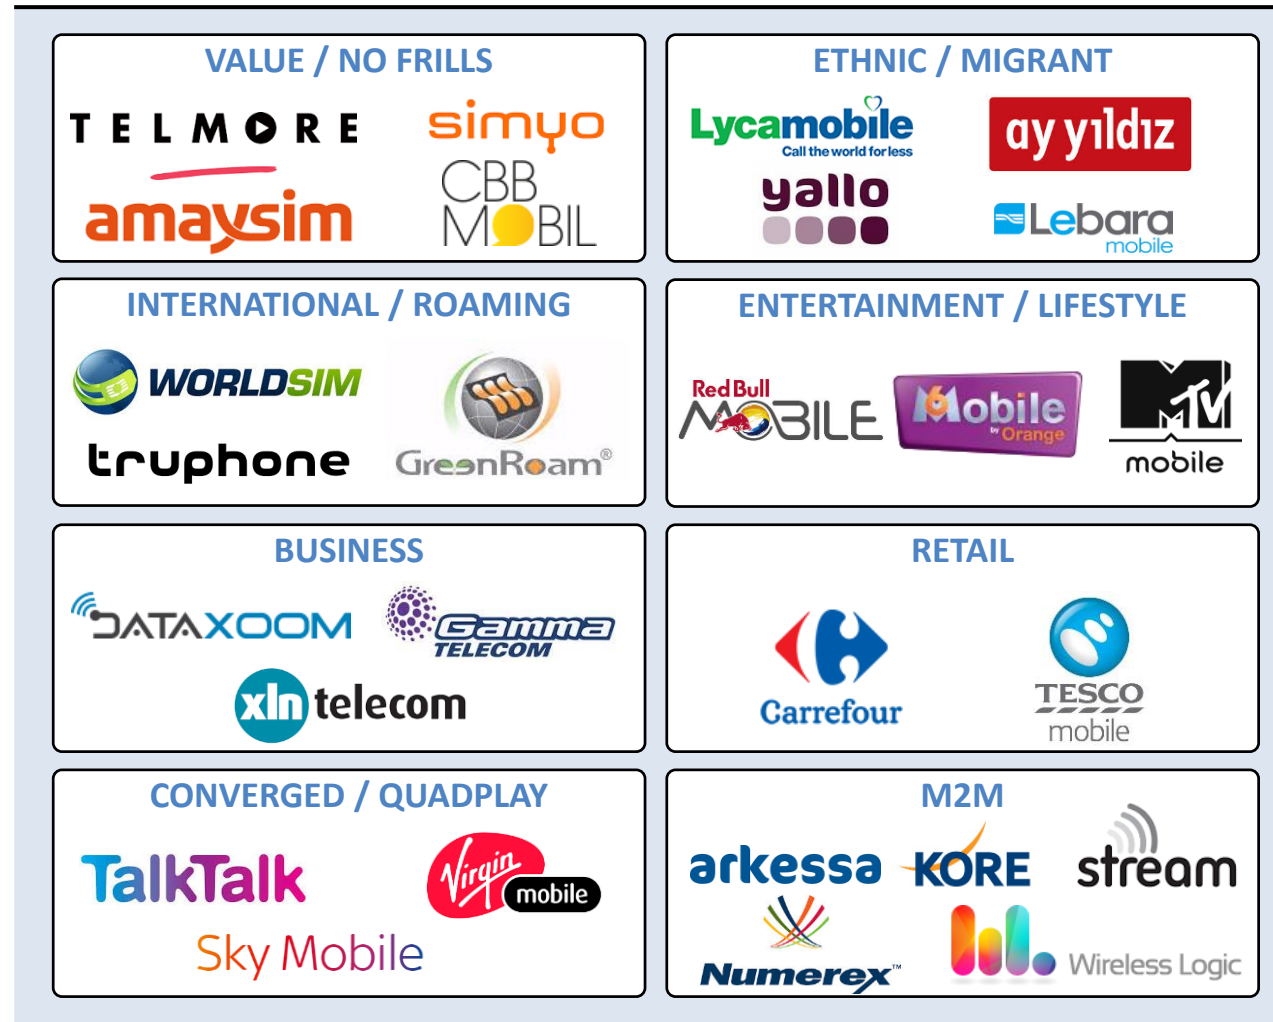 VALUE / NO FRILLS
TELMORE
simyo
amaysim
CBB
MOBIL
ETHNIC / MIGRANT
Lycamobile
Call the world for less
ay yıldız
yallo
Lebara
mobile
INTERNATIONAL / ROAMING
WORLDSIM
truphone
GreenRoam®
ENTERTAINMENT / LIFESTYLE
Red Bull
MOBILE
M6 Mobile
by Orange
MTV
mobile
BUSINESS
DATAXOOM
Gamma
TELECOM
xln telecom
RETAIL
Carrefour
TESCO
mobile
CONVERGED / QUADPLAY
TalkTalk
Virgin
mobile
Sky Mobile
M2M
arkessa
KORE
stream
Numerex™
Wireless Logic